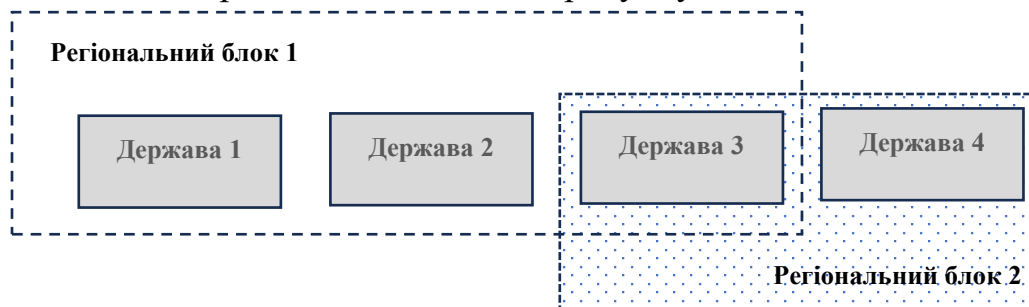 Регіональний блок 1
Держава 1
Держава 2
Держава 3
Держава 4
Регіональний блок 2